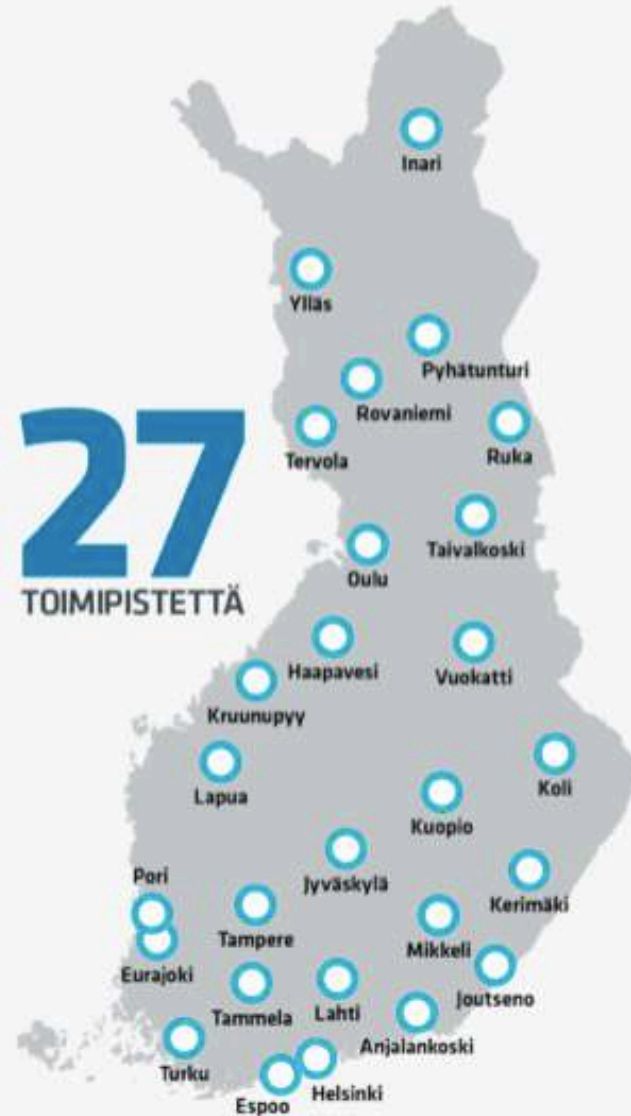 Inari
Ylläs
Pyhätunturi
Rovaniemi
Tervola
Ruka
27
TOIMIPISTETTÄ
Taivalkoski
Oulu
Haapavesi
Vuokatti
Kruunupyy
Lapua
Koli
Kuopio
Jyväskylä
Pori
Kerimäki
Tampere
Mikkeli
Eurajoki
Joutseno
Tammela
Lahti
Anjalankoski
Turku
Helsinki
Espoo